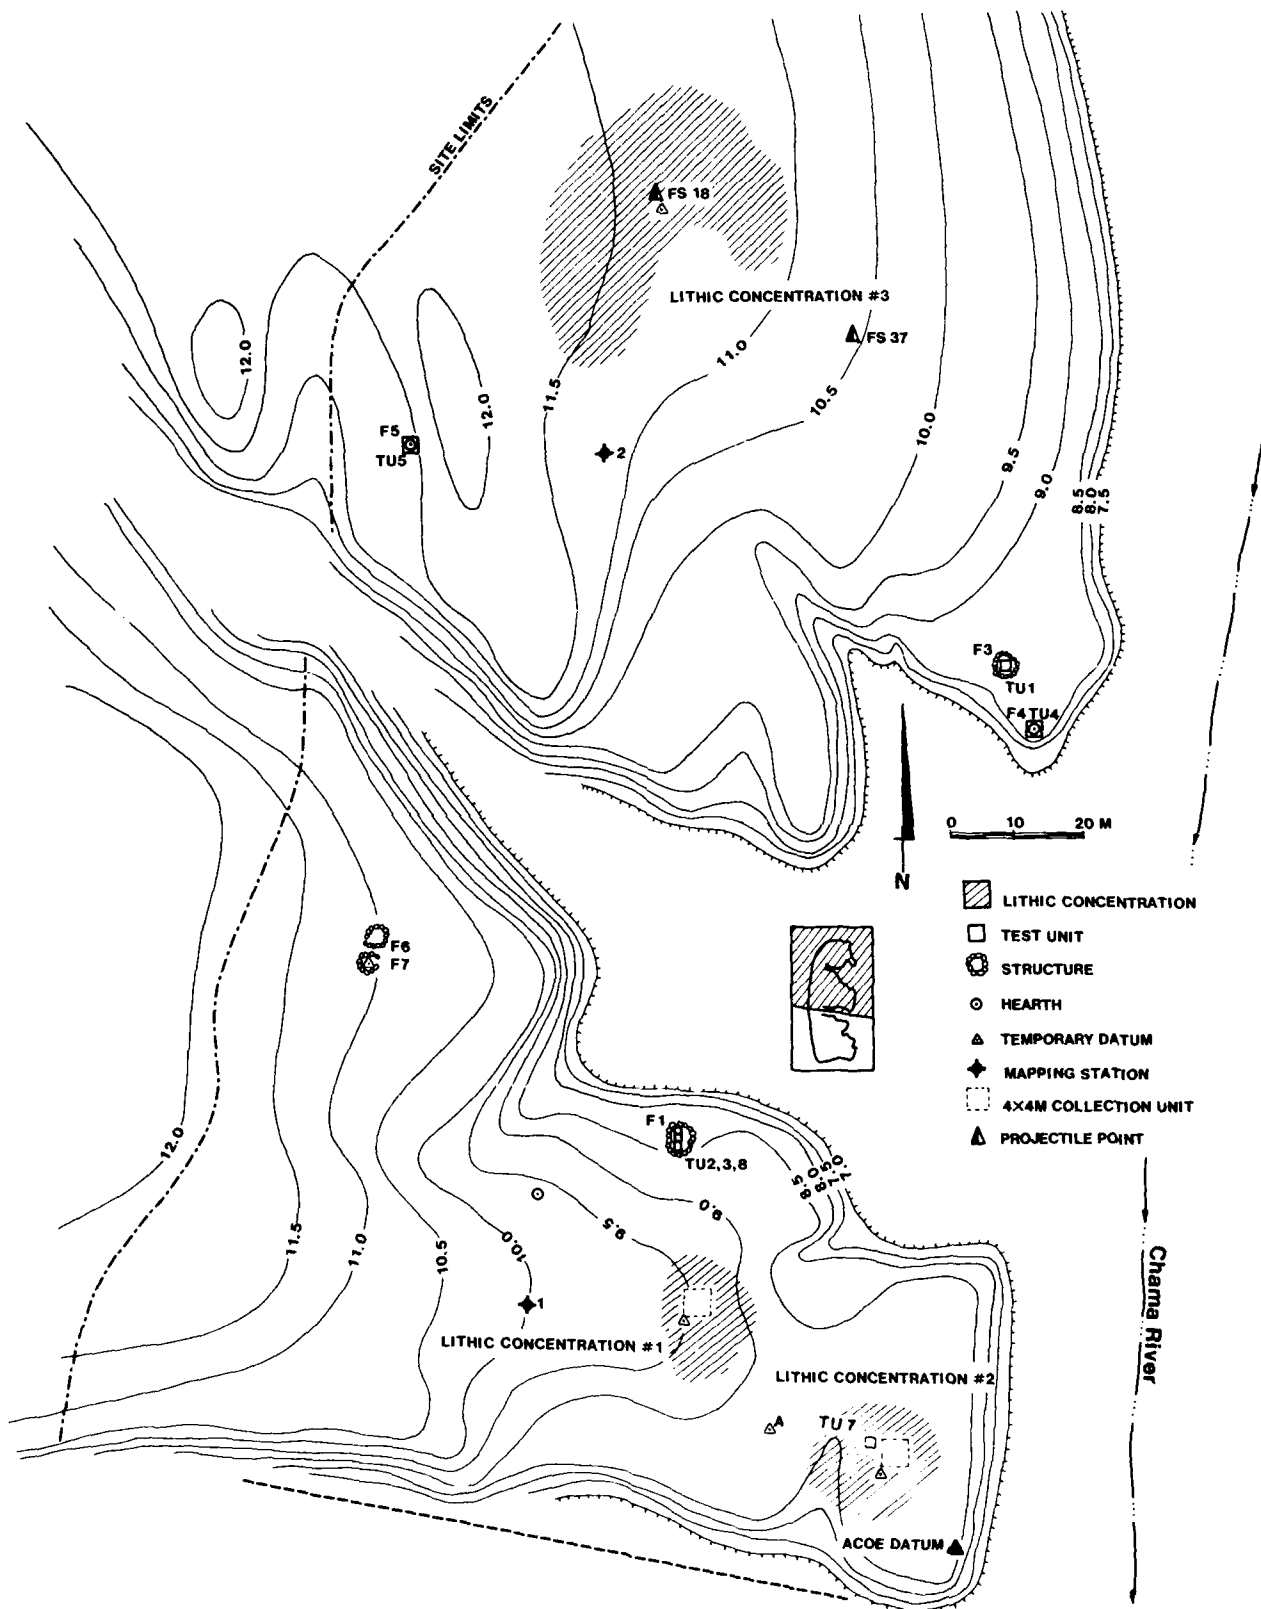 SITE LIMITS
FS 18
LITHIC CONCENTRATION #3
FS 37
12.0
12.0
11.5
11.0
10.5
10.0
9.5
9.0
8.5
8.0
7.5
F5
TU5
2
F3
TU1
F4 TU4
0 10 20 M
N
LITHIC CONCENTRATION
TEST UNIT
STRUCTURE
HEARTH
TEMPORARY DATUM
MAPPING STATION
4×4M COLLECTION UNIT
PROJECTILE POINT
F6
F7
F1
TU2,3,8
8.5
8.0
7.5
7.0
12.0
11.5
11.0
10.5
10.0
9.5
9.0
1
LITHIC CONCENTRATION #1
LITHIC CONCENTRATION #2
A
TU 7
ACOE DATUM
Chama River